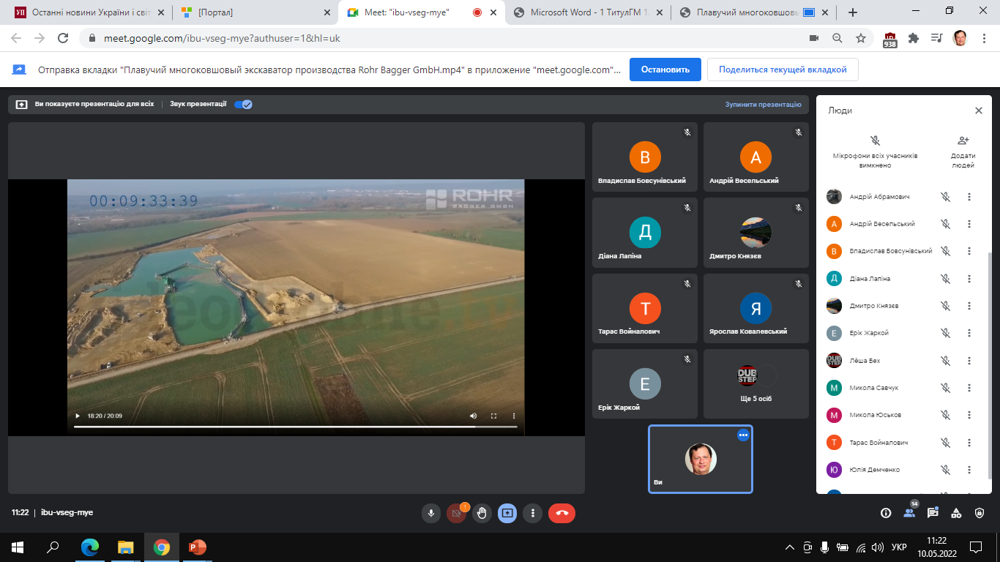 Останні новини України і світ
[Портал]
Meet: "ibu-vseg-mye"
Microsoft Word - 1 ТитулГМ 1.
Плавучий многоковшовь
meet.google.com/ibu-vseg-mye?authuser=1&hl=uk
938
Отправка вкладки "Плавучий многоковшовый экскаватор производства Rohr Bagger GmbH.mp4" в приложение "meet.google.com"...
Остановить
Поделиться текущей вкладкой
Ви показуєте презентацію для всіх
Звук презентації
Зупинити презентацію
00:09:33:39
ROHR
BAGGER GMBH
18:20 / 20:09
В
Владислав Бовсунівський
А
Андрій Весельський
Д
Діана Лапіна
Дмитро Князєв
Т
Тарас Войналович
Я
Ярослав Ковалевський
Е
Ерік Жаркой
DUB
STEP
Ще 5 осіб
Ви
Люди
Мікрофони всіх учасників
вимкнено
Додати
людей
Андрій Абрамович
А
Андрій Весельський
В
Владислав Бовсунівський
Д
Діана Лапіна
Дмитро Князєв
Е
Ерік Жаркой
DUB
STEP
Лёша Бех
М
Микола Савчук
М
Микола Юськов
Т
Тарас Войналович
Ю
Юлія Демченко
11:22 | ibu-vseg-mye
14
УКР
11:22
10.05.2022